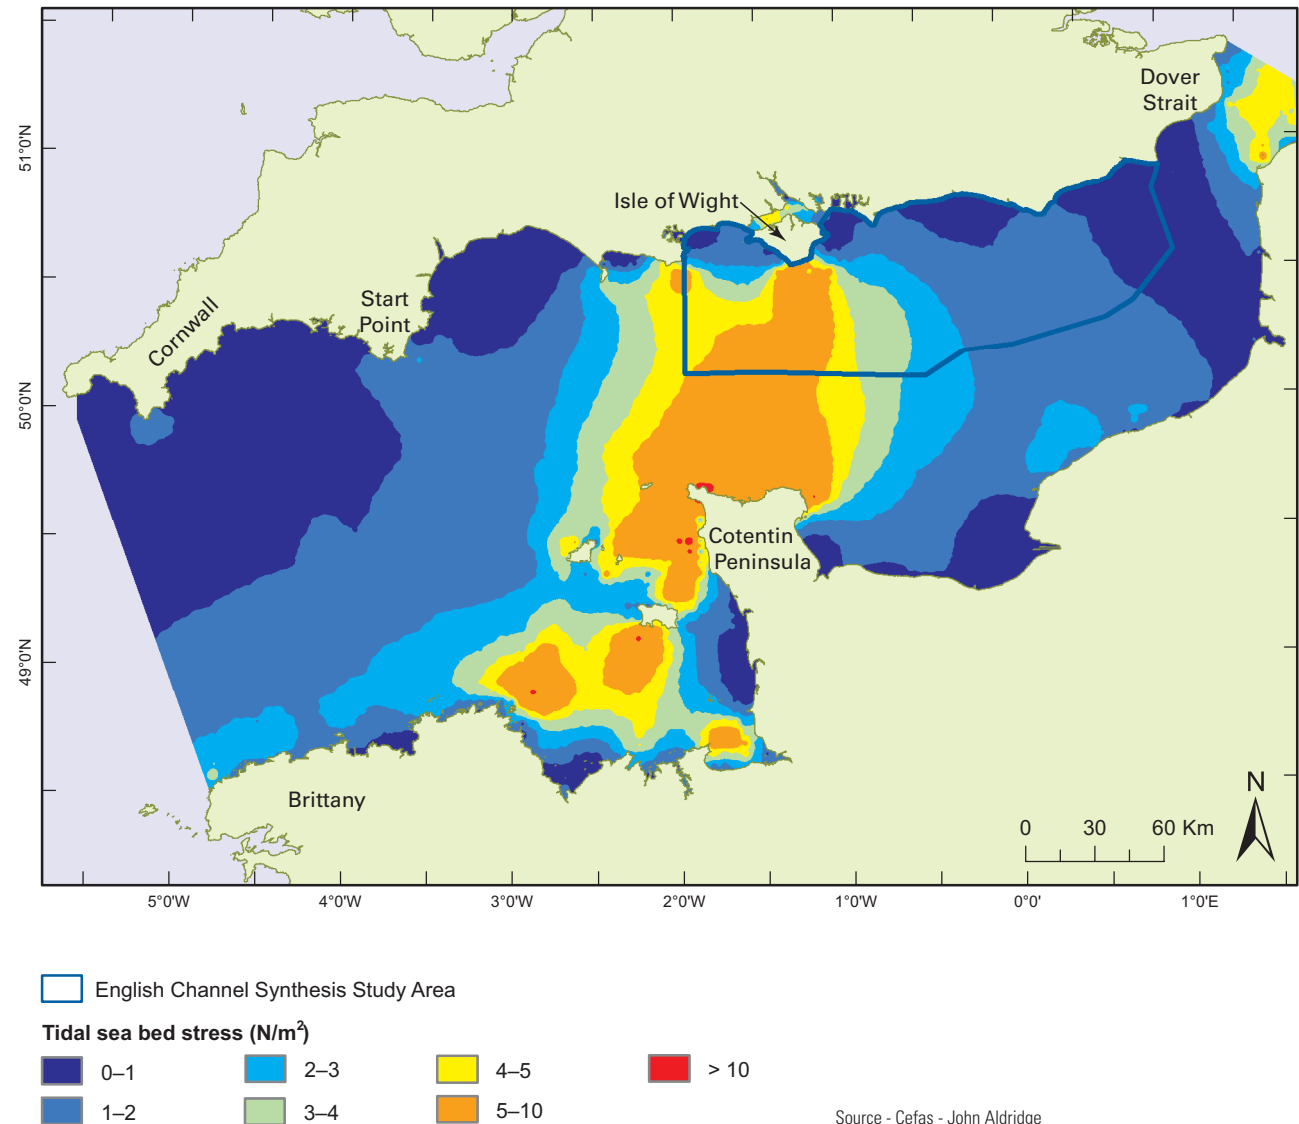 Dover
Strait
51°0'N
Isle of Wight
Start
Point
Cornwall
50°0'N
Cotentin
Peninsula
49°0'N
Brittany
N
0 30 60 Km
5°0'W 4°0'W 3°0'W 2°0'W 1°0'W 0°0' 1°0'E
English Channel Synthesis Study Area
Tidal sea bed stress (N/m²)
0–1 2–3 4–5 > 10
1–2 3–4 5–10
Source - Cefas - John Aldridge